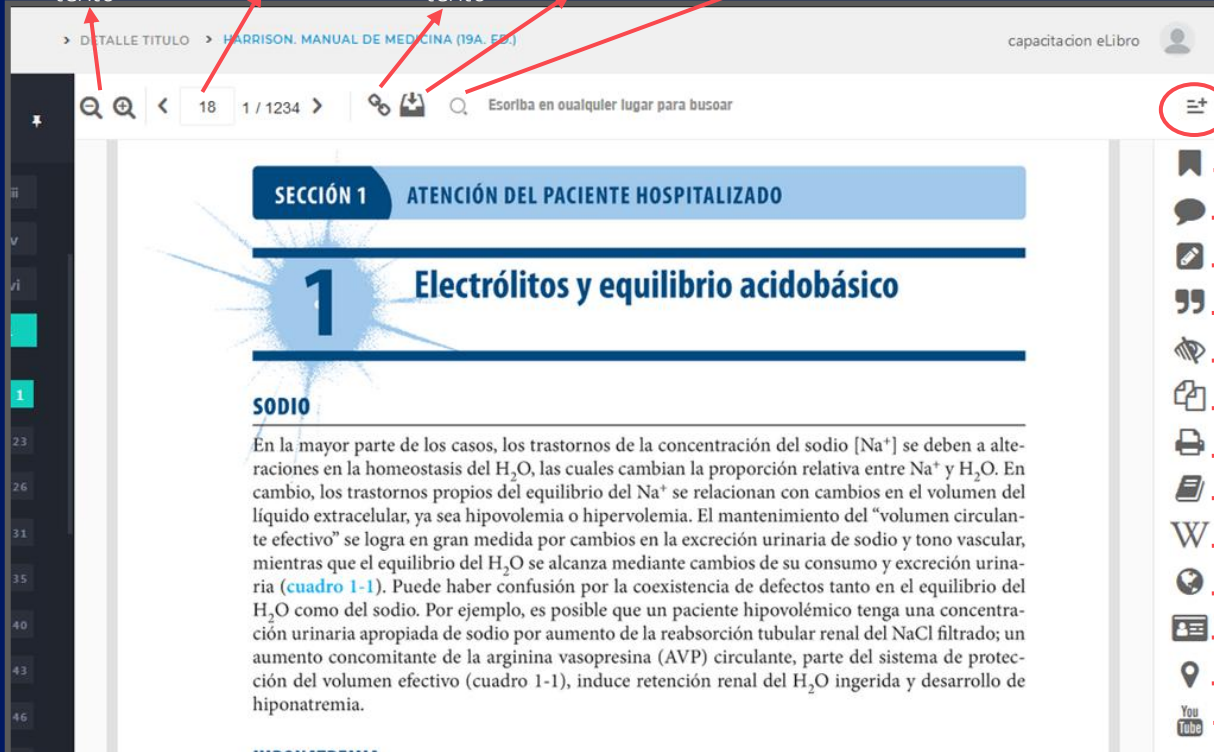 > DETALLE TITULO > HARRISON. MANUAL DE MEDICINA (19A. ED.)
capacitacion eLibro
18 1 / 1234
Escriba en cualquier lugar para buscar
SECCIÓN 1 ATENCIÓN DEL PACIENTE HOSPITALIZADO
1 Electrólitos y equilibrio acidobásico
SODIO
En la mayor parte de los casos, los trastornos de la concentración del sodio [Na⁺] se deben a alte-
raciones en la homeostasis del H₂O, las cuales cambian la proporción relativa entre Na⁺ y H₂O. En
cambio, los trastornos propios del equilibrio del Na⁺ se relacionan con cambios en el volumen del
líquido extracelular, ya sea hipovolemia o hipervolemia. El mantenimiento del “volumen circulan-
te efectivo” se logra en gran medida por cambios en la excreción urinaria de sodio y tono vascular,
mientras que el equilibrio del H₂O se alcanza mediante cambios de su consumo y excreción urina-
ria (cuadro 1-1). Puede haber confusión por la coexistencia de defectos tanto en el equilibrio del
H₂O como del sodio. Por ejemplo, es posible que un paciente hipovolémico tenga una concentra-
ción urinaria apropiada de sodio por aumento de la reabsorción tubular renal del NaCl filtrado; un
aumento concomitante de la arginina vasopresina (AVP) circulante, parte del sistema de protec-
ción del volumen efectivo (cuadro 1-1), induce retención renal del H₂O ingerida y desarrollo de
hiponatremia.
v
vi
1
23
26
31
35
40
43
46
W
You
Tube